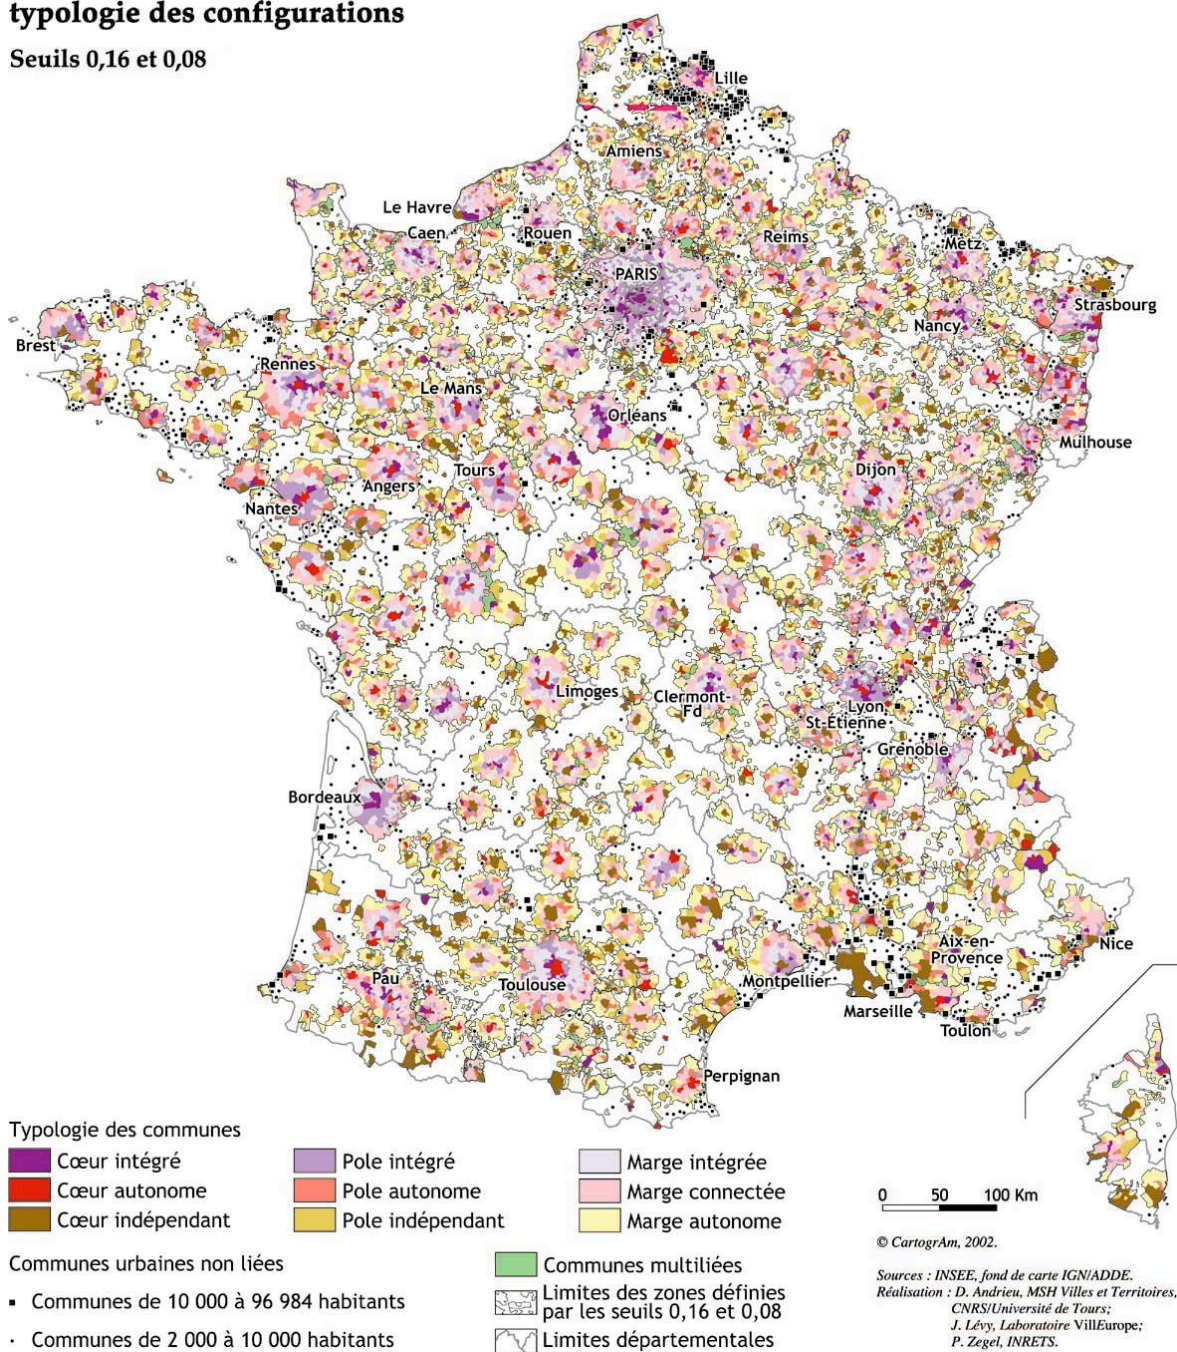 typologie des configurations
Seuils 0,16 et 0,08
Lille
Amiens
Le Havre
Caen
Rouen
Reims
Metz
PARIS
Strasbourg
Nancy
Brest
Rennes
Le Mans
Orléans
Mulhouse
Tours
Dijon
Angers
Nantes
Limoges
Clermont-
Fd
Lyon
St-Étienne
Grenoble
Bordeaux
Aix-en-
Provence
Nice
Pau
Toulouse
Montpellier
Marseille
Toulon
Perpignan
Typologie des communes
Cœur intégré
Pole intégré
Marge intégrée
Cœur autonome
Pole autonome
Marge connectée
Cœur indépendant
Pole indépendant
Marge autonome
0 50 100 Km
© CartogrAm, 2002.
Communes urbaines non liées
Communes multiliées
Communes de 10 000 à 96 984 habitants
Limites des zones définies
par les seuils 0,16 et 0,08
Communes de 2 000 à 10 000 habitants
Limites départementales
Sources : INSEE, fond de carte IGN/ADDE.
Réalisation : D. Andrieu, MSH Villes et Territoires,
CNRS/Université de Tours;
J. Lévy, Laboratoire VillEurope;
P. Zegel, INRETS.